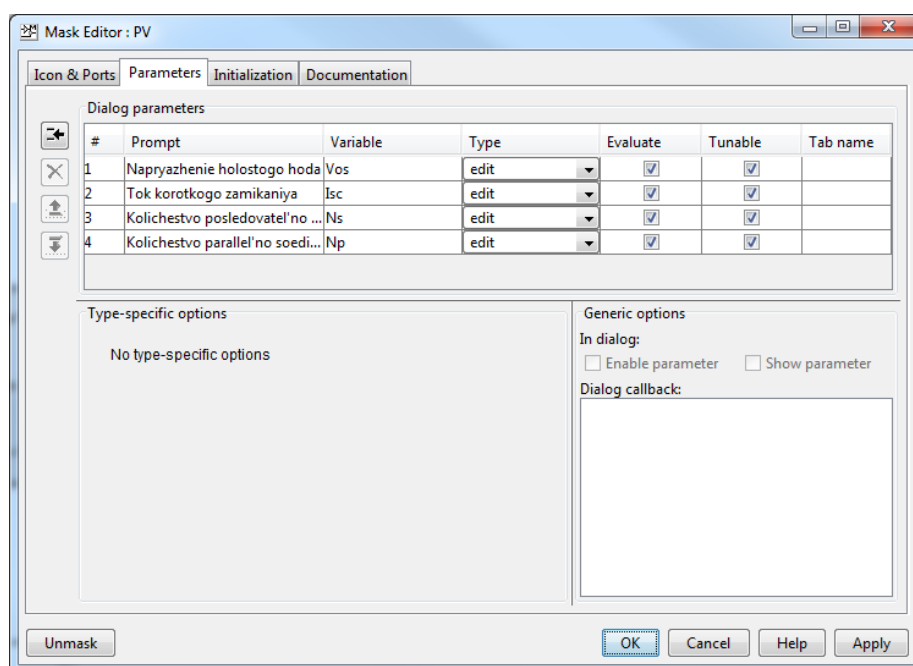 Mask Editor : PV
Icon & Ports Parameters Initialization Documentation
Dialog parameters
# Prompt Variable Type Evaluate Tunable Tab name
1 Napryazhenie holostogo hoda Vos edit
2 Tok korotkogo zamikaniya Isc edit
3 Kolichestvo posledovatel'no ... Ns edit
4 Kolichestvo parallel'no soedi... Np edit
Type-specific options
No type-specific options
Generic options
In dialog:
Enable parameter Show parameter
Dialog callback:
Unmask OK Cancel Help Apply